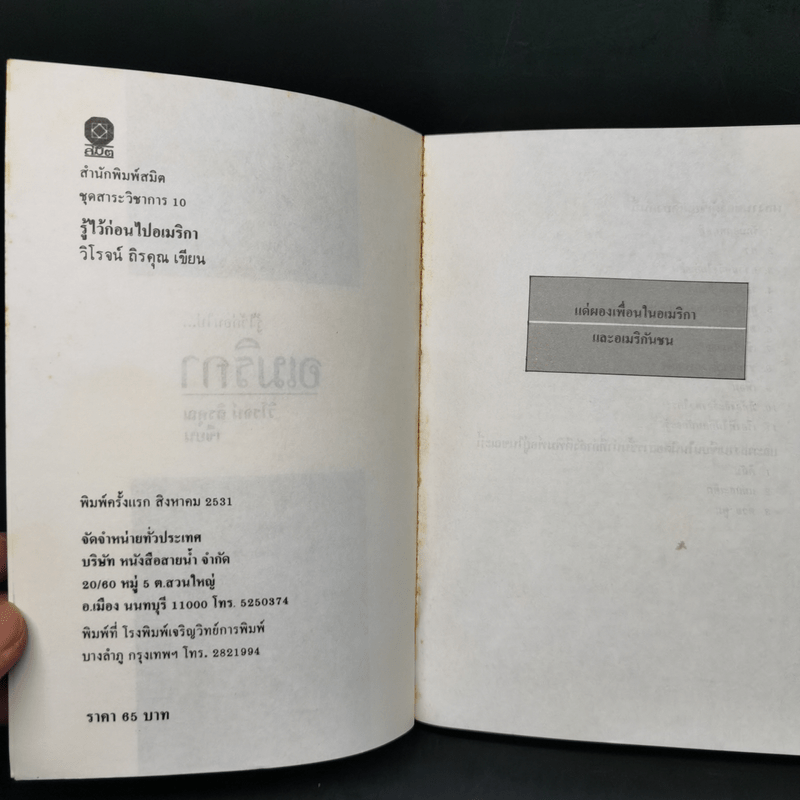 สมิต
สำนักพิมพ์สมิต
ชุดสาระวิชาการ 10
รู้ไว้ก่อนไปอเมริกา
วิโรจน์ ถิรคุณ เขียน
พิมพ์ครั้งแรก สิงหาคม 2531
จัดจำหน่ายทั่วประเทศ
บริษัท หนังสือสายน้ำ จำกัด
20/60 หมู่ 5 ต.สวนใหญ่
อ.เมือง นนทบุรี 11000 โทร. 5250374
พิมพ์ที่ โรงพิมพ์เจริญวิทย์การพิมพ์
บางลำภู กรุงเทพฯ โทร. 2821994
ราคา 65 บาท
แด่ผองเพื่อนในอเมริกา
และอเมริกันชน